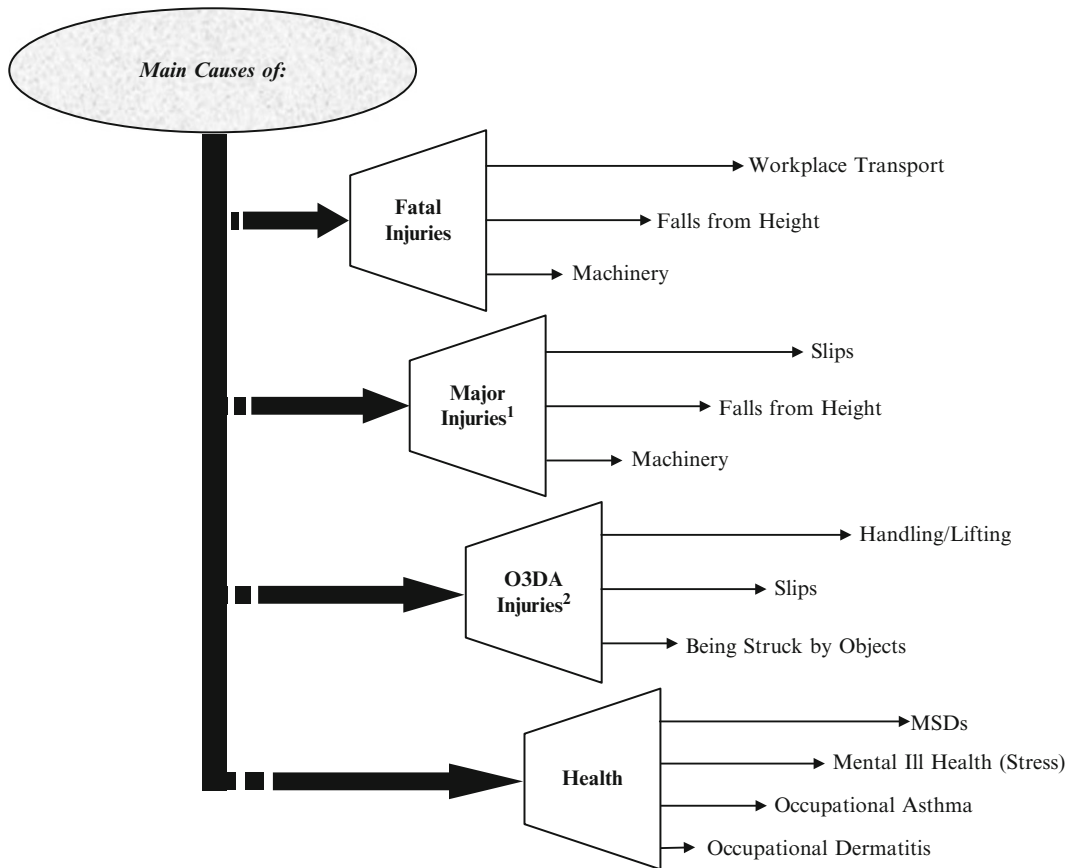 Main Causes of:
Workplace Transport
Fatal
Injuries
Falls from Height
Machinery
Slips
Major
Injuries¹
Falls from Height
Machinery
Handling/Lifting
O3DA
Injuries²
Slips
Being Struck by Objects
MSDs
Health
Mental Ill Health (Stress)
Occupational Asthma
Occupational Dermatitis